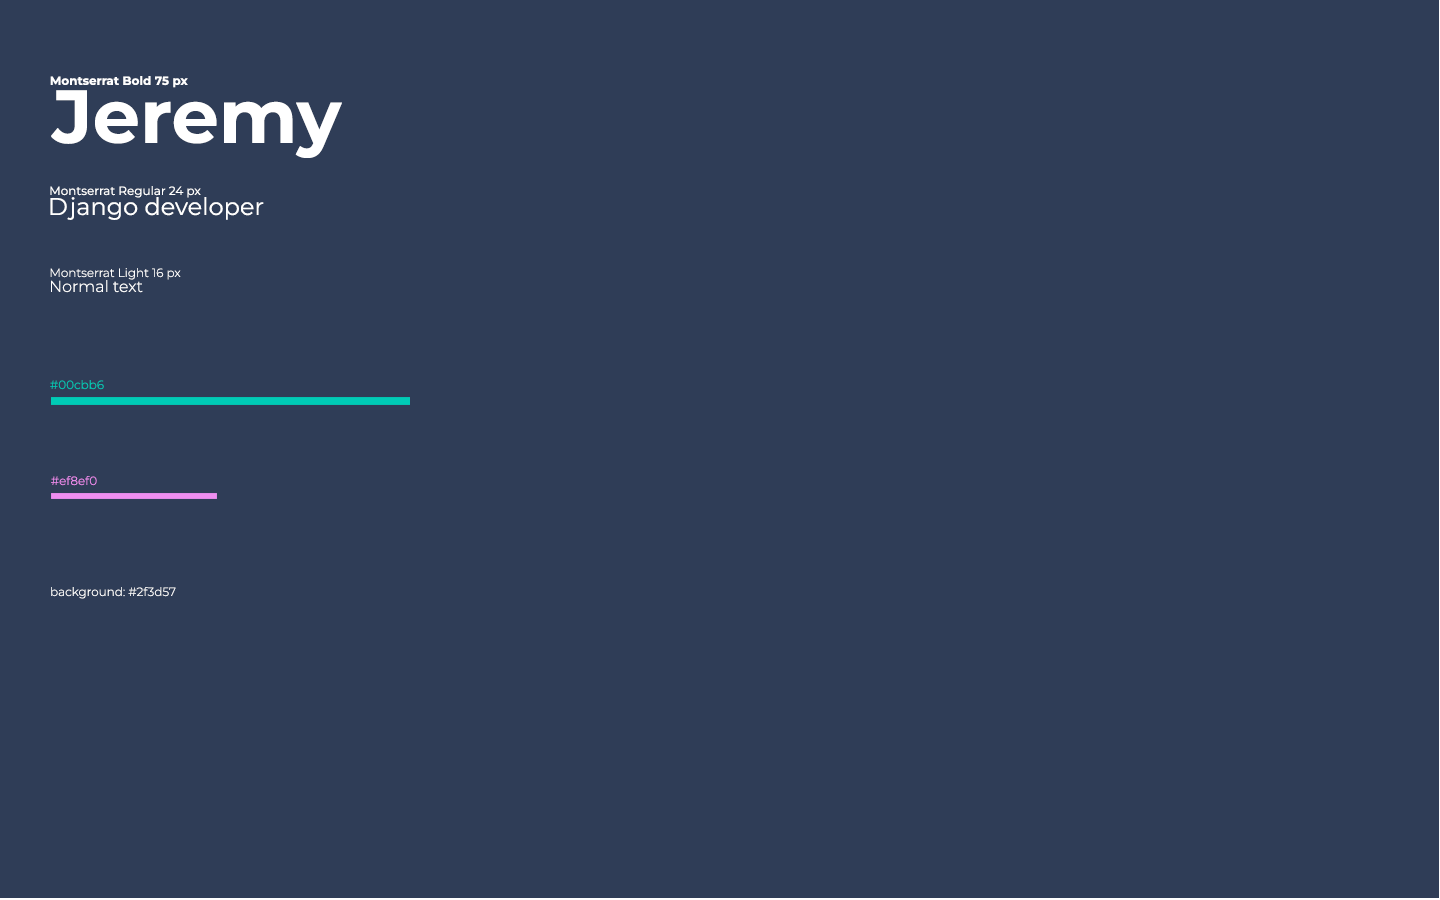 Montserrat Bold 75 px
Jeremy
Montserrat Regular 24 px
Django developer
Montserrat Light 16 px
Normal text
#00cbb6
#ef8ef0
background: #2f3d57